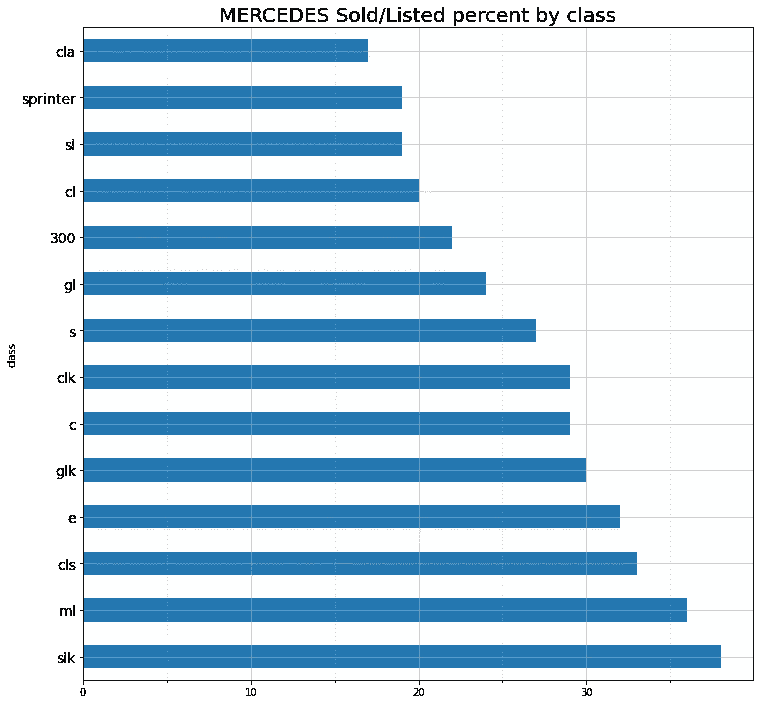 MERCEDES Sold/Listed percent by class
cla
sprinter
sl
cl
300
gl
s
clk
c
glk
e
cls
ml
slk
class
0 10 20 30